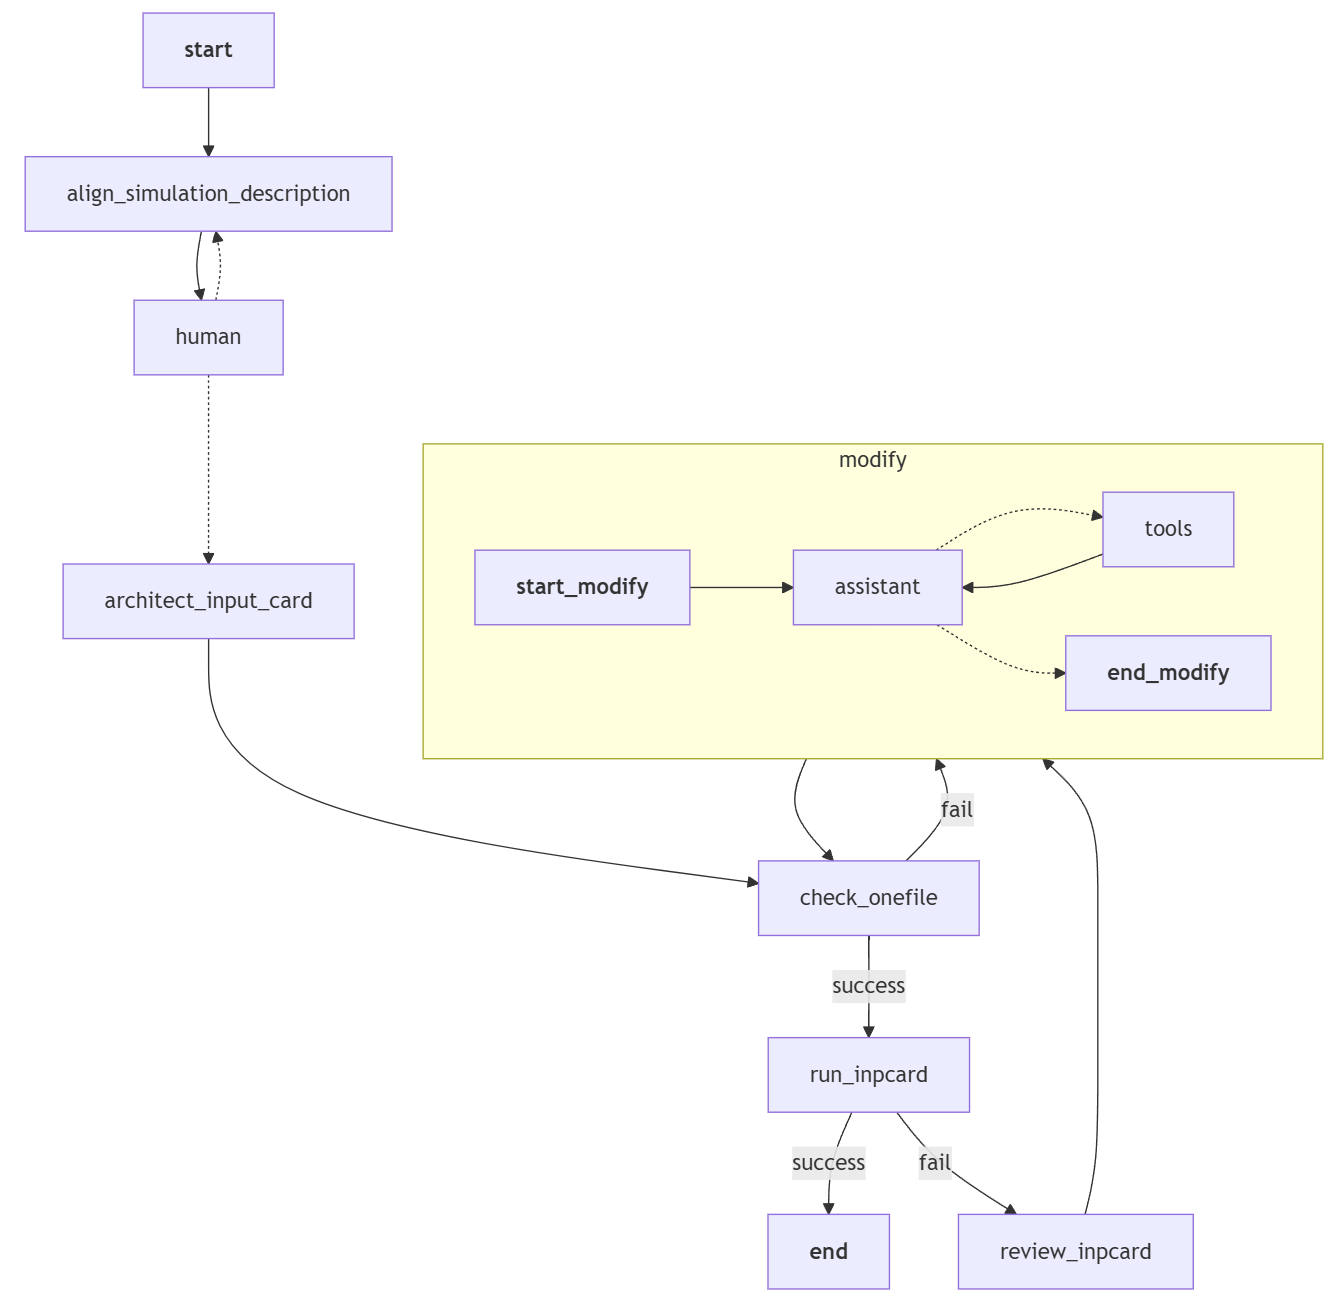 start
align_simulation_description
human
modify
tools
start_modify
assistant
architect_input_card
end_modify
fail
check_onefile
success
run_inpcard
success
fail
end
review_inpcard